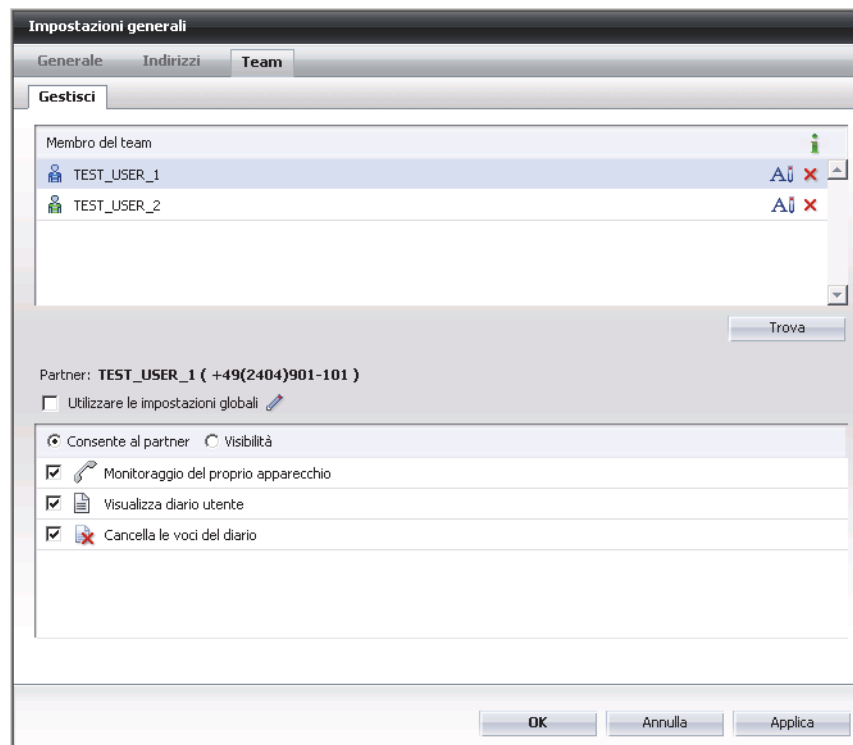 Impostazioni generali
Generale Indirizzi Team
Gestisci
Membro del team
TEST_USER_1
TEST_USER_2
Trova
Partner: TEST_USER_1 ( +49(2404)901-101 )
Utilizzare le impostazioni globali
Consente al partner Visibilità
Monitoraggio del proprio apparecchio
Visualizza diario utente
Cancella le voci del diario
OK Annulla Applica